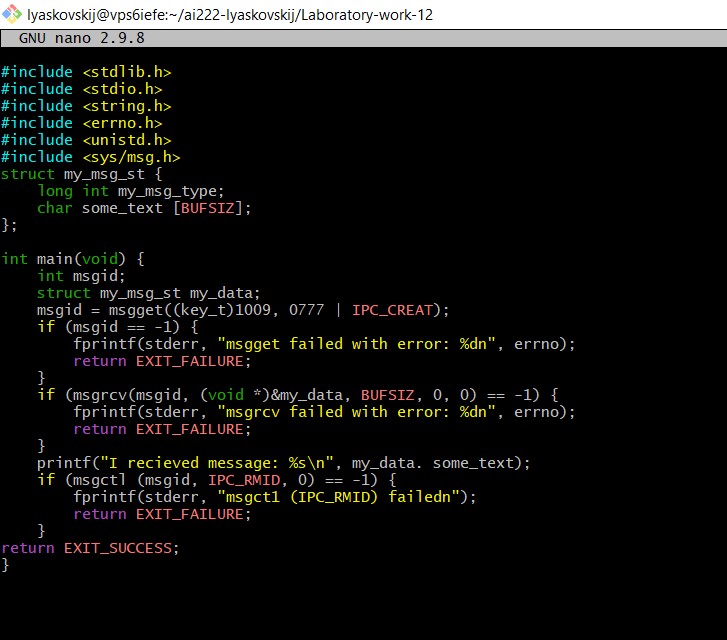 lyaskovskij@vps6iefe:~/ai222-lyaskovskij/Laboratory-work-12
GNU nano 2.9.8
#include <stdlib.h>
#include <stdio.h>
#include <string.h>
#include <errno.h>
#include <unistd.h>
#include <sys/msg.h>
struct my_msg_st {
    long int my_msg_type;
    char some_text [BUFSIZ];
};
int main(void) {
    int msgid;
    struct my_msg_st my_data;
    msgid = msgget((key_t)1009, 0777 | IPC_CREAT);
    if (msgid == -1) {
        fprintf(stderr, "msgget failed with error: %dn", errno);
        return EXIT_FAILURE;
    }
    if (msgrcv(msgid, (void *)&my_data, BUFSIZ, 0, 0) == -1) {
        fprintf(stderr, "msgrcv failed with error: %dn", errno);
        return EXIT_FAILURE;
    }
    printf("I recieved message: %s\n", my_data. some_text);
    if (msgctl (msgid, IPC_RMID, 0) == -1) {
        fprintf(stderr, "msgct1 (IPC_RMID) failedn");
        return EXIT_FAILURE;
    }
return EXIT_SUCCESS;
}